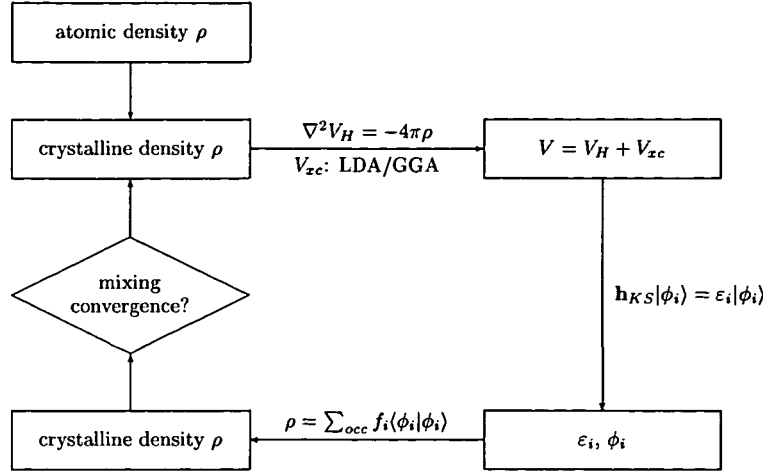 atomic density ρ
crystalline density ρ
∇²V_H = −4πρ
V_xc: LDA/GGA
V = V_H + V_xc
mixing
convergence?
h_KS|ϕ_i⟩ = ε_i|ϕ_i⟩
crystalline density ρ
ρ = ∑_occ f_i⟨ϕ_i|ϕ_i⟩
ε_i, ϕ_i